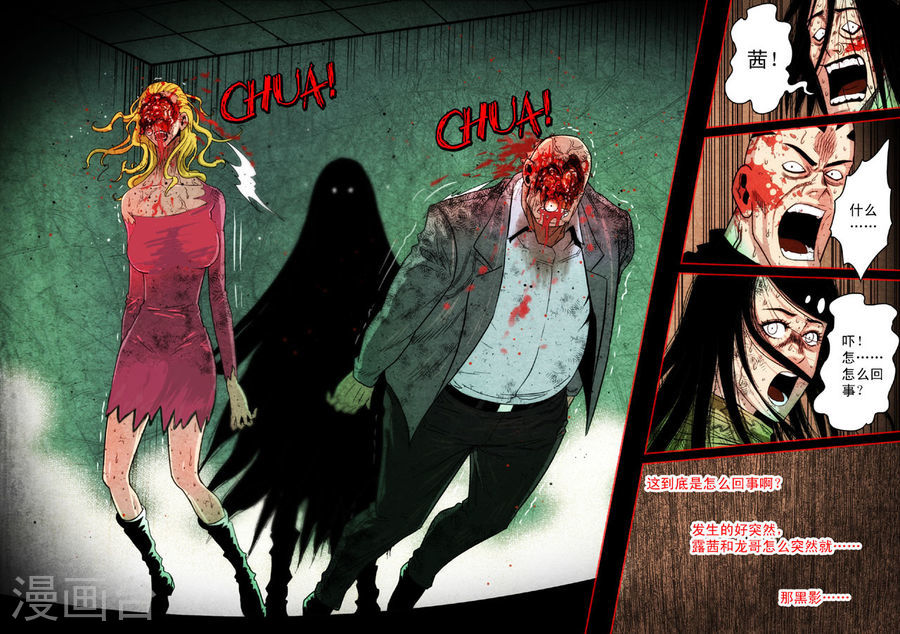 CHUA!
CHUA!
茜！
什么
……
吓！
怎……
怎么回
事？
这到底是怎么回事啊？
发生的好突然，
露茜和龙哥怎么突然就……
那黑影……
漫画台